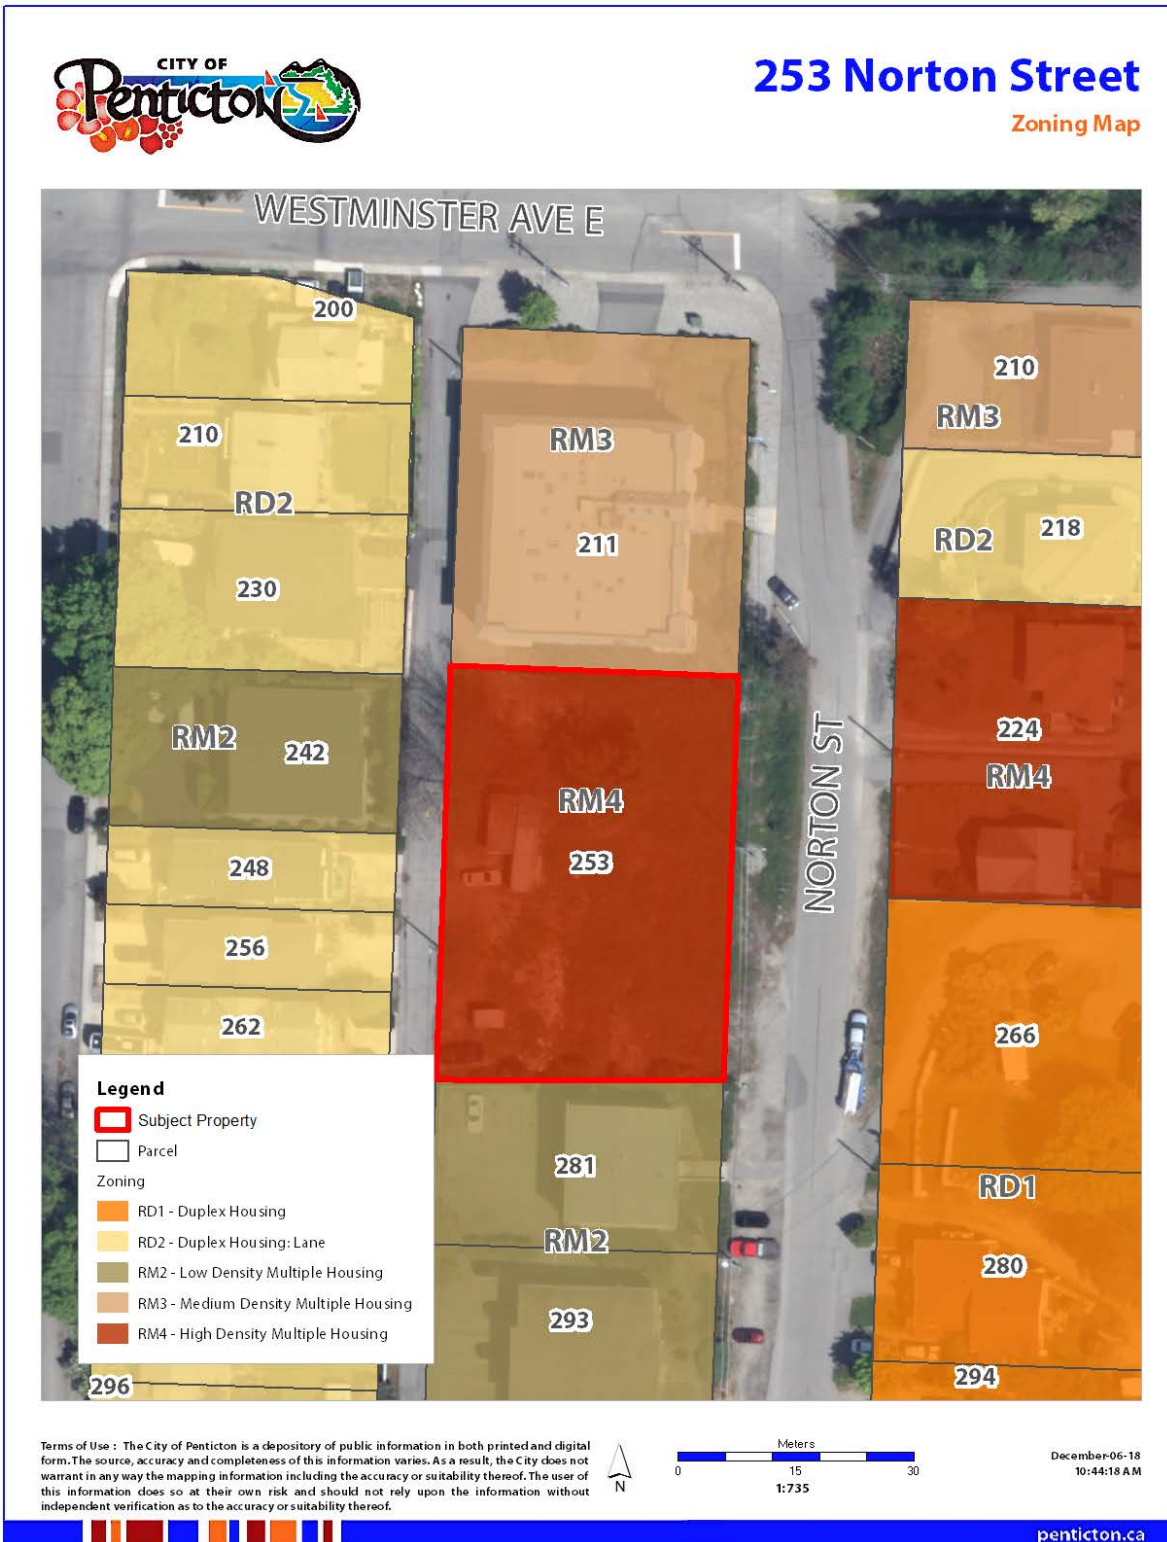 CITY OF
Penticton
253 Norton Street
Zoning Map
WESTMINSTER AVE E
200
210
RD2
230
RM2
242
248
256
262
296
RM3
211
RM4
253
281
RM2
293
NORTON ST
210
RM3
RD2
218
224
RM4
266
RD1
280
294
Legend
Subject Property
Parcel
Zoning
RD1 - Duplex Housing
RD2 - Duplex Housing: Lane
RM2 - Low Density Multiple Housing
RM3 - Medium Density Multiple Housing
RM4 - High Density Multiple Housing
Terms of Use : The City of Penticton is a depository of public information in both printed and digital
form. The source, accuracy and completeness of this information varies. As a result, the City does not
warrant in any way the mapping information including the accuracy or suitability thereof. The user of
this information does so at their own risk and should not rely upon the information without
independent verification as to the accuracy or suitability thereof.
N
Meters
0 15 30
1:735
December-06-18
10:44:18 AM
penticton.ca